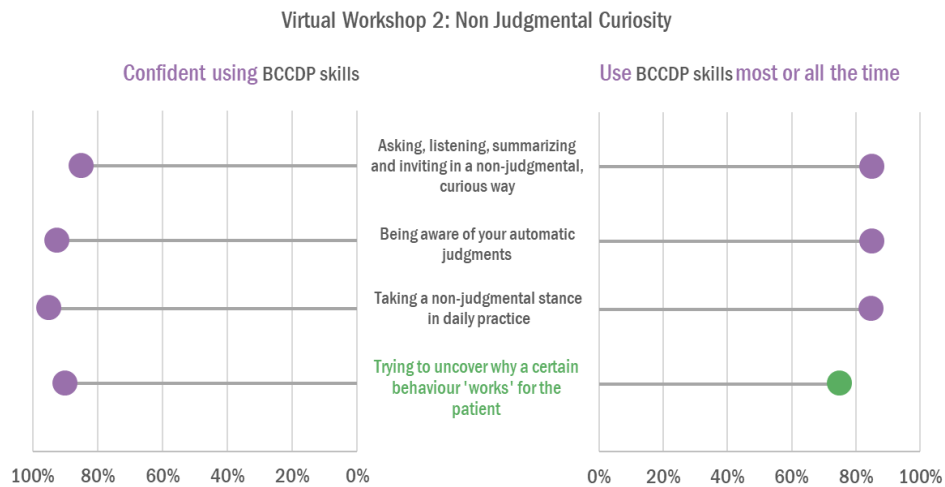 Virtual Workshop 2: Non Judgmental Curiosity
Confident using BCCDP skills
Use BCCDP skills most or all the time
Asking, listening, summarizing
and inviting in a non-judgmental,
curious way
Being aware of your automatic
judgments
Taking a non-judgmental stance
in daily practice
Trying to uncover why a certain
behaviour 'works' for the
patient
100% 80% 60% 40% 20% 0%
0% 20% 40% 60% 80% 100%